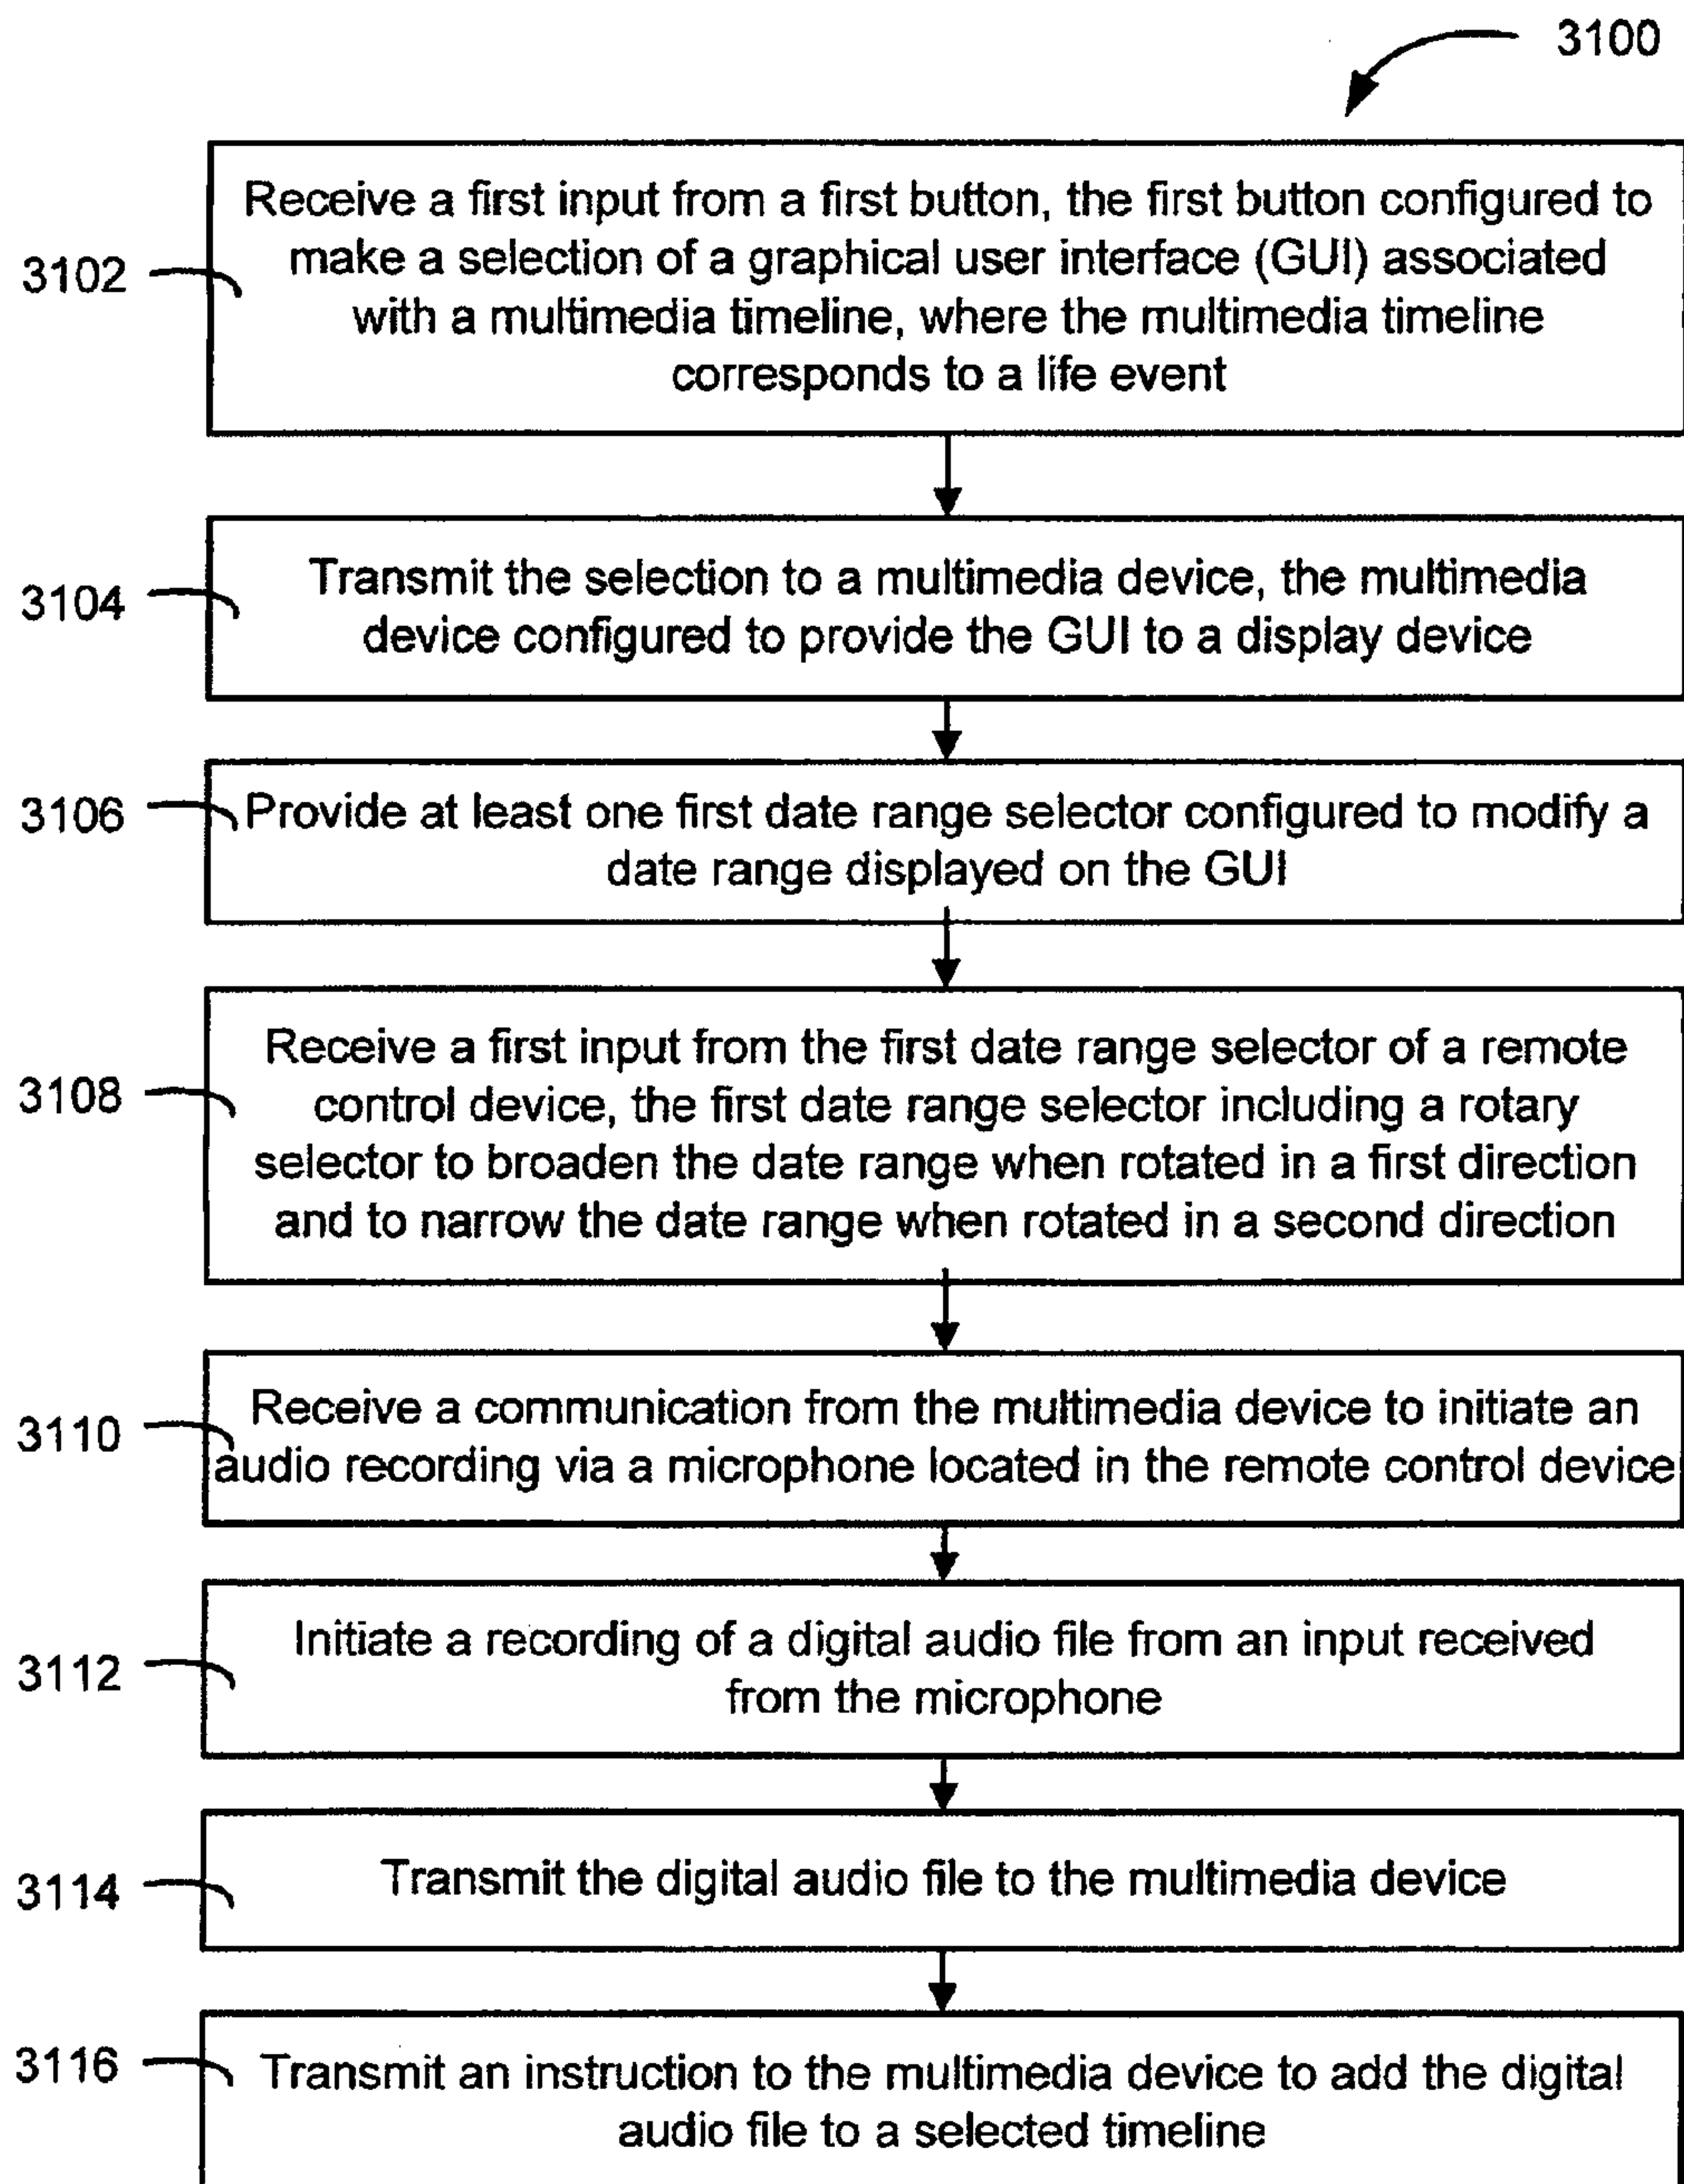 3100
3102
Receive a first input from a first button, the first button configured to
make a selection of a graphical user interface (GUI) associated
with a multimedia timeline, where the multimedia timeline
corresponds to a life event
3104
Transmit the selection to a multimedia device, the multimedia
device configured to provide the GUI to a display device
3106
Provide at least one first date range selector configured to modify a
date range displayed on the GUI
3108
Receive a first input from the first date range selector of a remote
control device, the first date range selector including a rotary
selector to broaden the date range when rotated in a first direction
and to narrow the date range when rotated in a second direction
3110
Receive a communication from the multimedia device to initiate an
audio recording via a microphone located in the remote control device
3112
Initiate a recording of a digital audio file from an input received
from the microphone
3114
Transmit the digital audio file to the multimedia device
3116
Transmit an instruction to the multimedia device to add the digital
audio file to a selected timeline